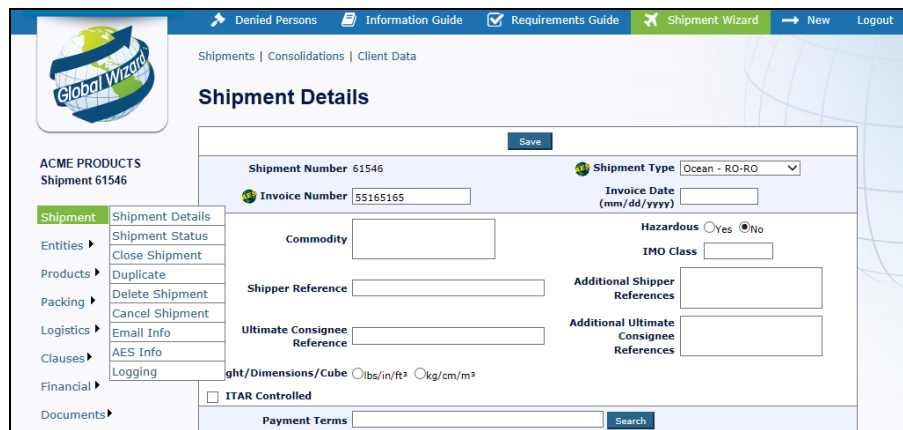 Denied Persons Information Guide Requirements Guide Shipment Wizard New Logout
Global Wizard
Shipments | Consolidations | Client Data
Shipment Details
Save
ACME PRODUCTS
Shipment 61546
Shipment Number 61546
AES Shipment Type Ocean - RO-RO
AES Invoice Number 55165165
Invoice Date
(mm/dd/yyyy)
Shipment
Entities
Products
Packing
Logistics
Clauses
Financial
Documents
Shipment Details
Shipment Status
Close Shipment
Duplicate
Delete Shipment
Cancel Shipment
Email Info
AES Info
Logging
Commodity
Hazardous Yes No
IMO Class
Shipper Reference
Additional Shipper
References
Ultimate Consignee
Reference
Additional Ultimate
Consignee
References
ght/Dimensions/Cube lbs/in/ft³ kg/cm/m³
ITAR Controlled
Payment Terms Search